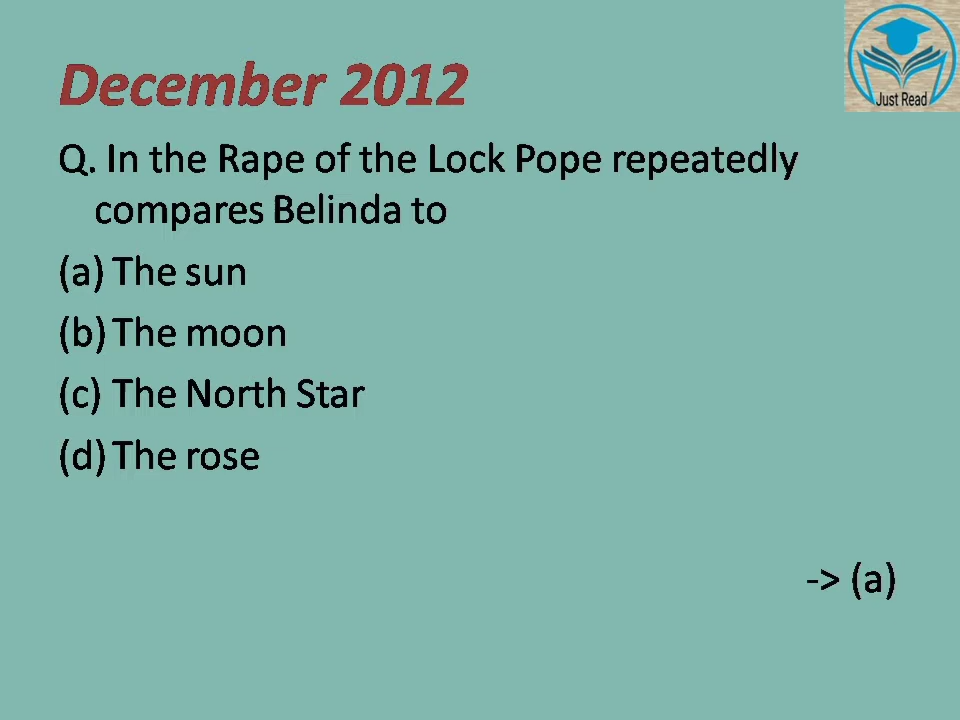 December 2012
Just Read
Q. In the Rape of the Lock Pope repeatedly
compares Belinda to
(a) The sun
(b) The moon
(c) The North Star
(d) The rose
-> (a)